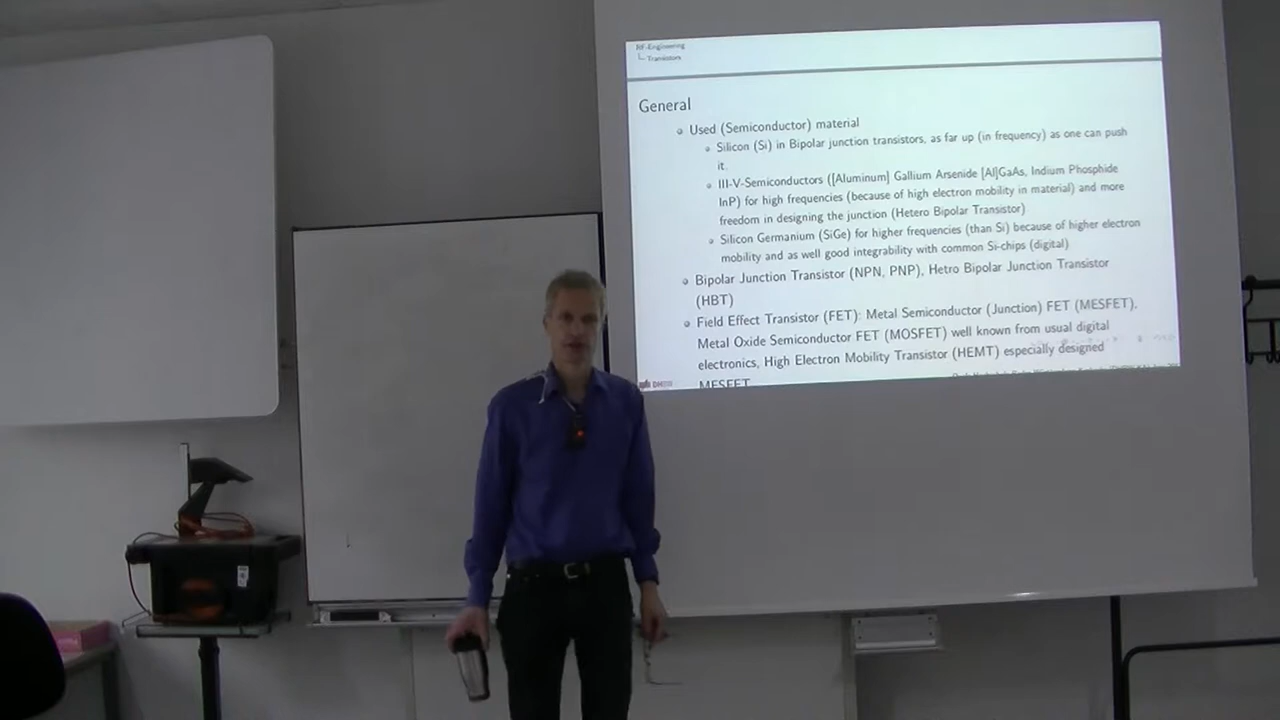 RF-Engineering
Transistors
General
Used (Semiconductor) material
Silicon (Si) in Bipolar junction transistors, as far up (in frequency) as one can push
it.
III-V-Semiconductors ([Aluminum] Gallium Arsenide [Al]GaAs, Indium Phosphide
InP) for high frequencies (because of high electron mobility in material) and more
freedom in designing the junction (Hetero Bipolar Transistor)
Silicon Germanium (SiGe) for higher frequencies (than Si) because of higher electron
mobility and as well good integrability with common Si-chips (digital)
Bipolar Junction Transistor (NPN, PNP), Hetro Bipolar Junction Transistor
(HBT)
Field Effect Transistor (FET): Metal Semiconductor (Junction) FET (MESFET),
Metal Oxide Semiconductor FET (MOSFET) well known from usual digital
electronics, High Electron Mobility Transistor (HEMT) especially designed
MESFET